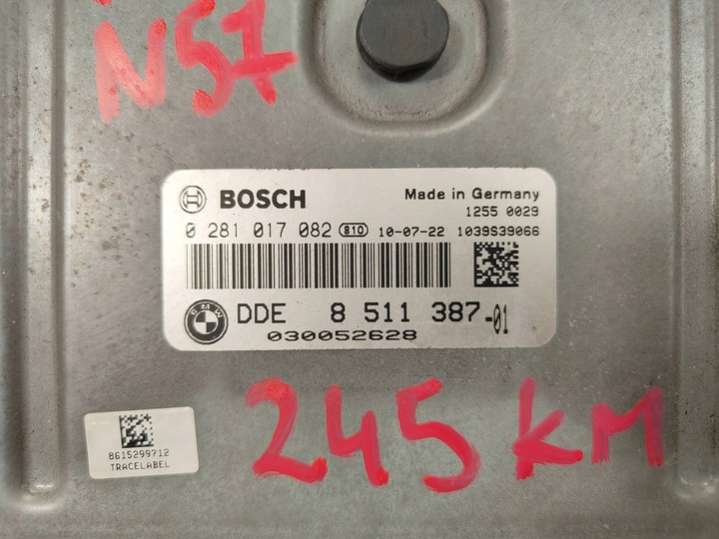 N57
BOSCH
Made in Germany
1255 0029
0 281 017 082 810 10-07-22 1039S39066
BMW
DDE 8 511 387-01
030052628
8615299712
TRACELABEL
245 KM